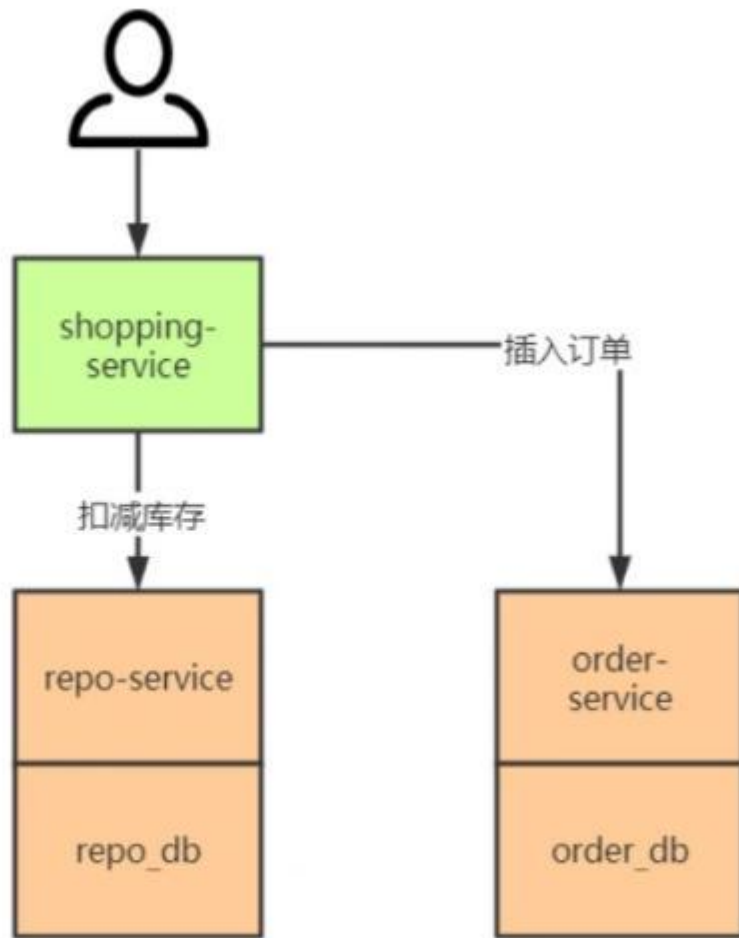 shopping-
service
插入订单
扣减库存
repo-service
order-
service
repo_db
order_db